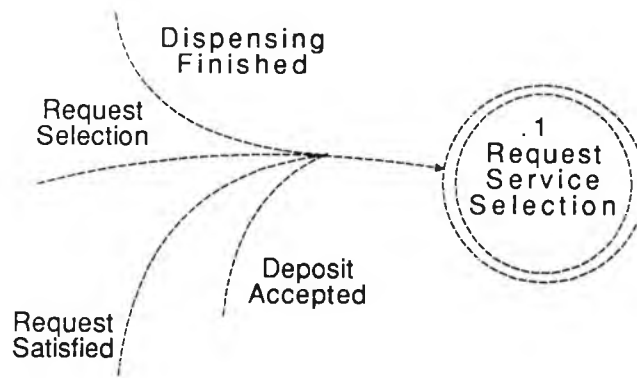 Dispensing
Finished
Request
Selection
.1
Request
Service
Selection
Deposit
Accepted
Request
Satisfied